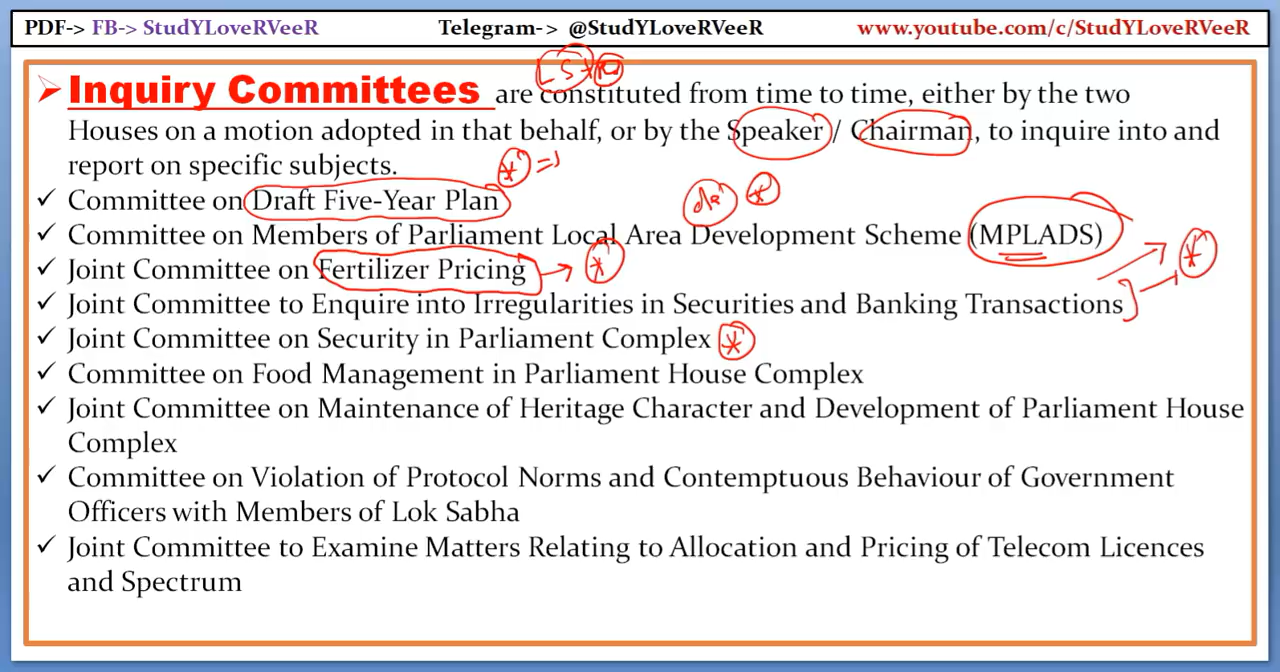 PDF-> FB-> StudYLoveRVeeR Telegram-> @StudYLoveRVeeR www.youtube.com/c/StudYLoveRVeeR
LS
➤ Inquiry Committees are constituted from time to time, either by the two
Houses on a motion adopted in that behalf, or by the Speaker/ Chairman, to inquire into and
report on specific subjects.
✓ Committee on Draft Five-Year Plan
✓ Committee on Members of Parliament Local Area Development Scheme (MPLADS)
✓ Joint Committee on Fertilizer Pricing
✓ Joint Committee to Enquire into Irregularities in Securities and Banking Transactions
✓ Joint Committee on Security in Parliament Complex
✓ Committee on Food Management in Parliament House Complex
✓ Joint Committee on Maintenance of Heritage Character and Development of Parliament House
Complex
✓ Committee on Violation of Protocol Norms and Contemptuous Behaviour of Government
Officers with Members of Lok Sabha
✓ Joint Committee to Examine Matters Relating to Allocation and Pricing of Telecom Licences
and Spectrum